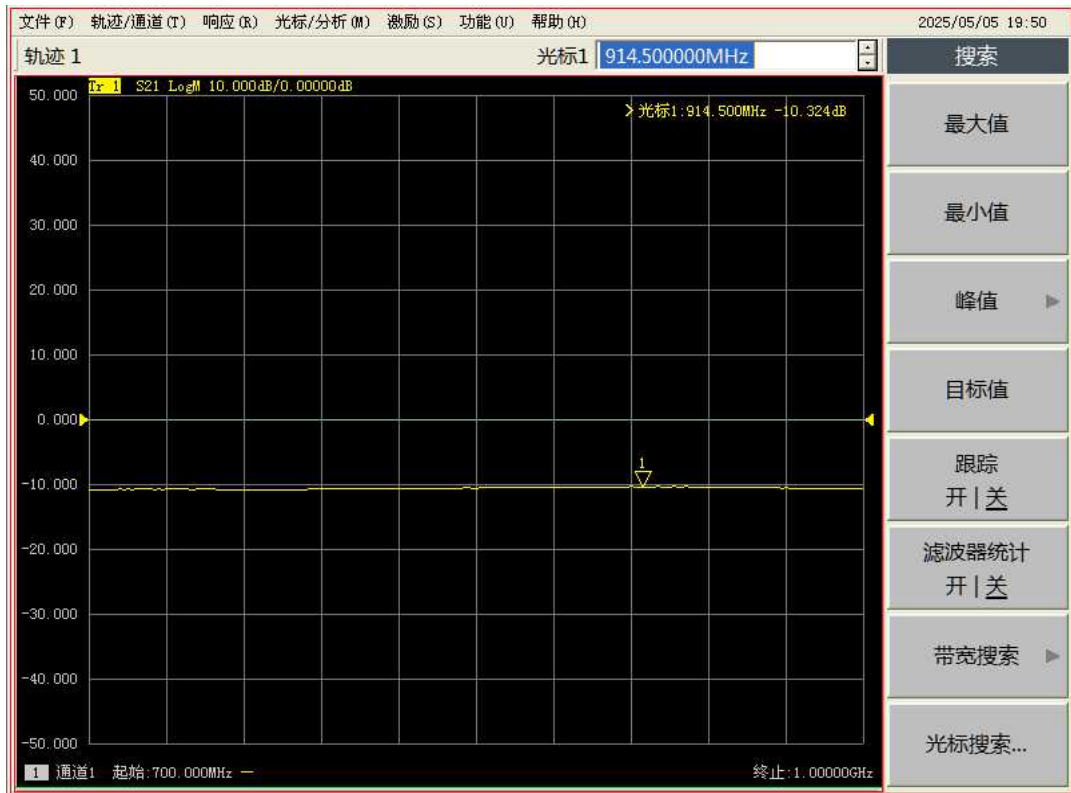 文件(F) 轨迹/通道(T) 响应(R) 光标/分析(M) 激励(S) 功能(U) 帮助(H) 2025/05/05 19:50
轨迹 1 光标1 914.500000MHz 搜索
Tr 1 S21 LogM 10.000dB/0.00000dB
>光标1:914.500MHz -10.324dB
50.000
40.000
30.000
20.000
10.000
0.000
1
-10.000
-20.000
-30.000
-40.000
-50.000
1 通道1 起始:700.000MHz 终止:1.00000GHz
最大值
最小值
峰值
目标值
跟踪
开 | 关
滤波器统计
开 | 关
带宽搜索
光标搜索...